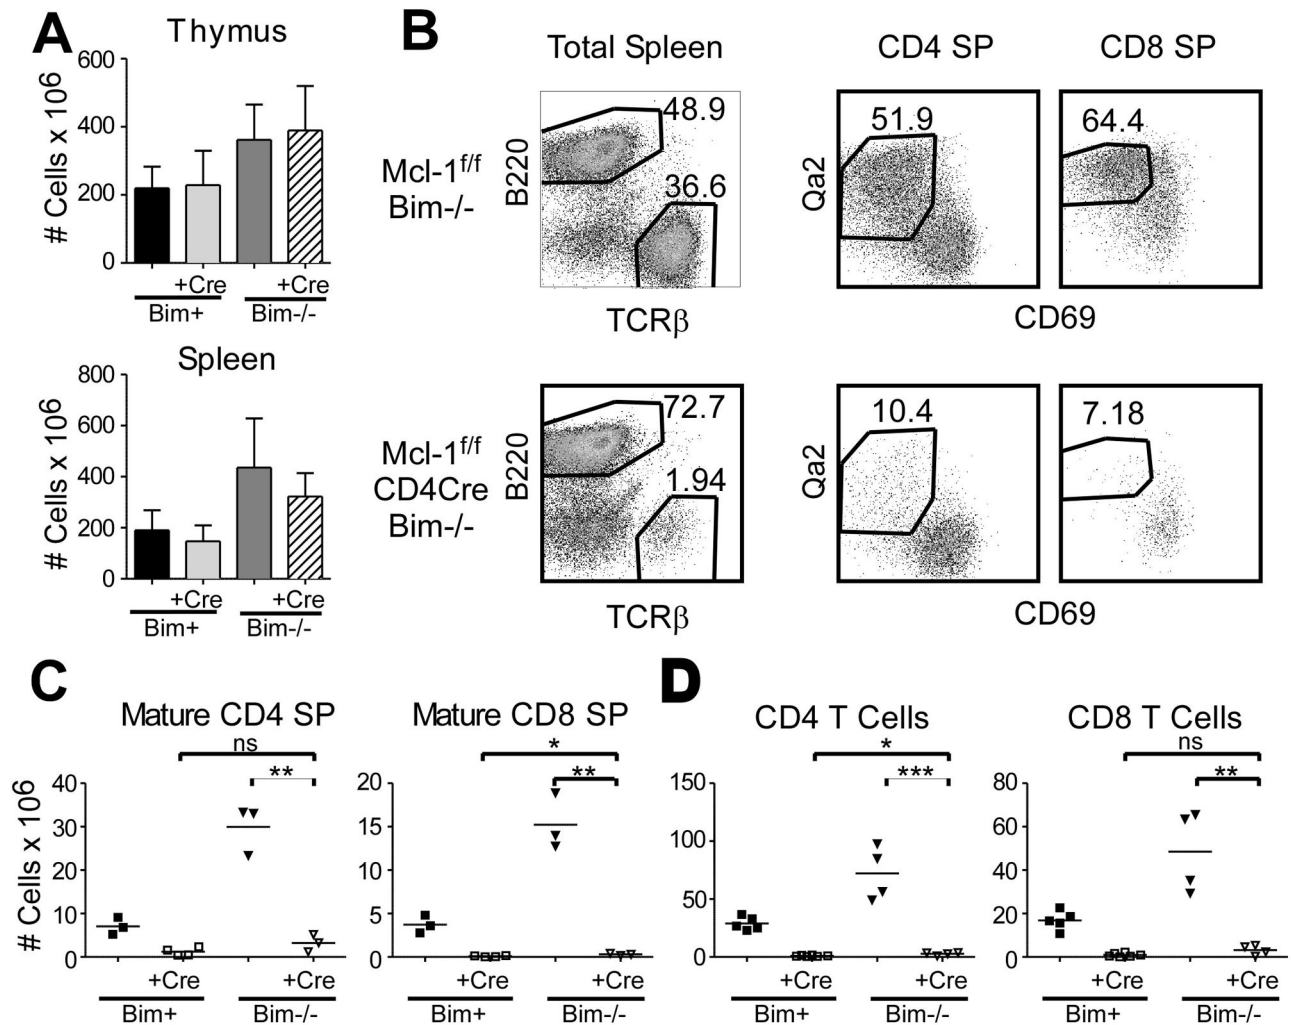 A
Thymus
# Cells x 10⁶
600
400
200
0
+Cre
+Cre
Bim+
Bim-/-
Spleen
# Cells x 10⁶
800
600
400
200
0
+Cre
+Cre
Bim+
Bim-/-
B
Total Spleen
CD4 SP
CD8 SP
Mcl-1f/f
Bim-/-
B220
48.9
36.6
TCRβ
Qa2
51.9
64.4
CD69
Mcl-1f/f
CD4Cre
Bim-/-
B220
72.7
1.94
TCRβ
Qa2
10.4
7.18
CD69
C
Mature CD4 SP
ns
**
# Cells x 10⁶
40
30
20
10
0
+Cre
+Cre
Bim+
Bim-/-
Mature CD8 SP
*
**
20
15
10
5
0
+Cre
+Cre
Bim+
Bim-/-
D
CD4 T Cells
*
***
150
100
50
0
+Cre
+Cre
Bim+
Bim-/-
CD8 T Cells
ns
**
80
60
40
20
0
+Cre
+Cre
Bim+
Bim-/-